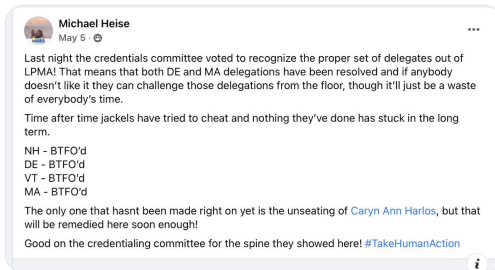 Michael Heise
May 5 ·
Last night the credentials committee voted to recognize the proper set of delegates out of
LPMA! That means that both DE and MA delegations have been resolved and if anybody
doesn't like it they can challenge those delegations from the floor, though it'll just be a waste
of everybody's time.
Time after time jackels have tried to cheat and nothing they've done has stuck in the long
term.
NH - BTFO'd
DE - BTFO'd
VT - BTFO'd
MA - BTFO'd
The only one that hasnt been made right on yet is the unseating of Caryn Ann Harlos, but that
will be remedied here soon enough!
Good on the credentialing committee for the spine they showed here! #TakeHumanAction